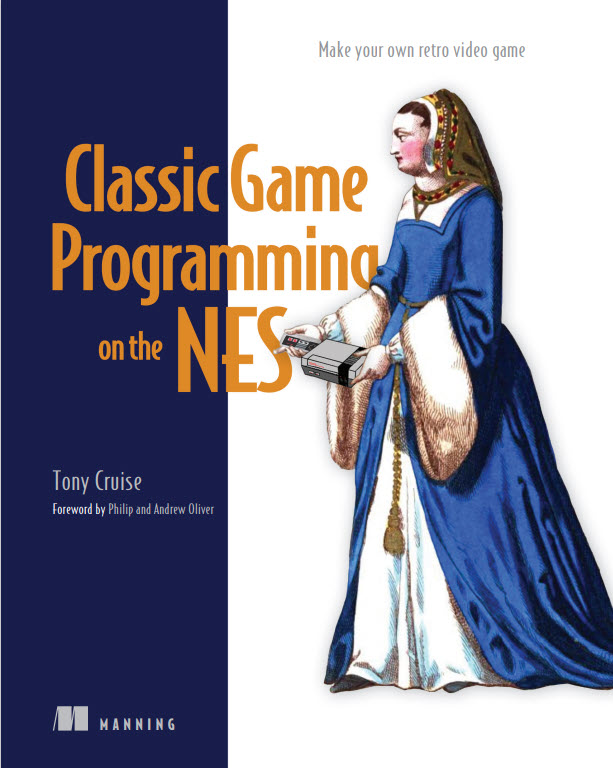 Make your own retro video game
Classic Game
Programming
on the NES
Tony Cruise
Foreword by Philip and Andrew Oliver
MANNING